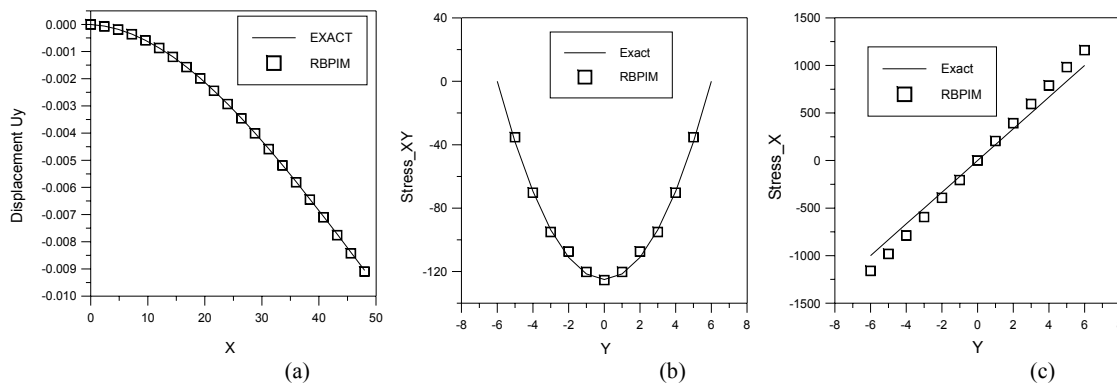 0.000
-0.001
-0.002
-0.003
-0.004
-0.005
-0.006
-0.007
-0.008
-0.009
-0.010
Displacement Uy
EXACT
RBPIM
0 10 20 30 40 50
X
(a)
40
0
-40
-80
-120
Stress_XY
Exact
RBPIM
-8 -6 -4 -2 0 2 4 6 8
Y
(b)
1500
1000
500
0
-500
-1000
-1500
Stress_X
Exact
RBPIM
-8 -6 -4 -2 0 2 4 6 8
Y
(c)